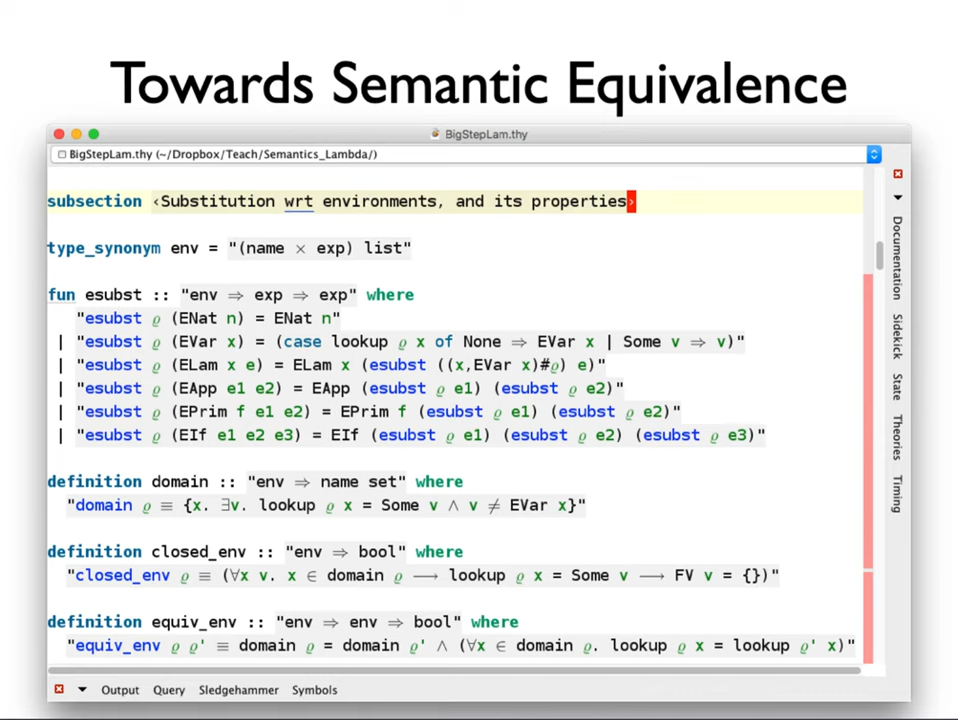 Towards Semantic Equivalence
BigStepLam.thy
BigStepLam.thy (~/Dropbox/Teach/Semantics_Lambda/)
subsection ‹Substitution wrt environments, and its properties›
type_synonym env = "(name × exp) list"
fun esubst :: "env ⇒ exp ⇒ exp" where
"esubst ϱ (ENat n) = ENat n"
| "esubst ϱ (EVar x) = (case lookup ϱ x of None ⇒ EVar x | Some v ⇒ v)"
| "esubst ϱ (ELam x e) = ELam x (esubst ((x,EVar x)#ϱ) e)"
| "esubst ϱ (EApp e1 e2) = EApp (esubst ϱ e1) (esubst ϱ e2)"
| "esubst ϱ (EPrim f e1 e2) = EPrim f (esubst ϱ e1) (esubst ϱ e2)"
| "esubst ϱ (EIf e1 e2 e3) = EIf (esubst ϱ e1) (esubst ϱ e2) (esubst ϱ e3)"
definition domain :: "env ⇒ name set" where
"domain ϱ ≡ {x. ∃v. lookup ϱ x = Some v ∧ v ≠ EVar x}"
definition closed_env :: "env ⇒ bool" where
"closed_env ϱ ≡ (∀x v. x ∈ domain ϱ ⟶ lookup ϱ x = Some v ⟶ FV v = {})"
definition equiv_env :: "env ⇒ env ⇒ bool" where
"equiv_env ϱ ϱ' ≡ domain ϱ = domain ϱ' ∧ (∀x ∈ domain ϱ. lookup ϱ x = lookup ϱ' x)"
Documentation
Sidekick
State
Theories
Timing
Output Query Sledgehammer Symbols